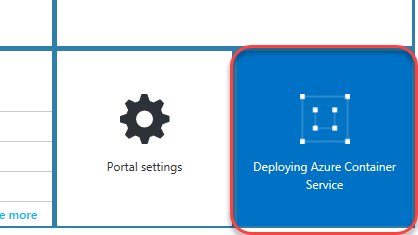 Portal settings
Deploying Azure Container
Service
e more